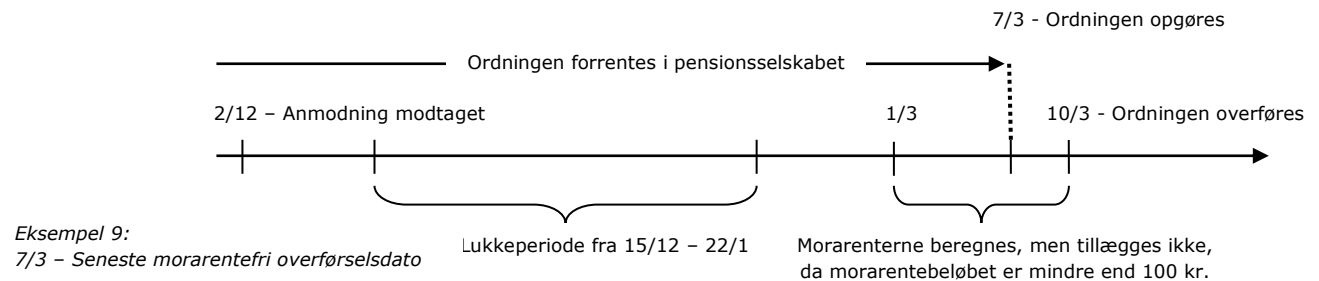 7/3 - Ordningen opgøres
Ordningen forrentes i pensionsselskabet
2/12 – Anmodning modtaget
1/3
10/3 - Ordningen overføres
Eksempel 9:
7/3 – Seneste morarentefri overførselsdato
Lukkeperiode fra 15/12 – 22/1
Morarenterne beregnes, men tillægges ikke,
da morarentebeløbet er mindre end 100 kr.